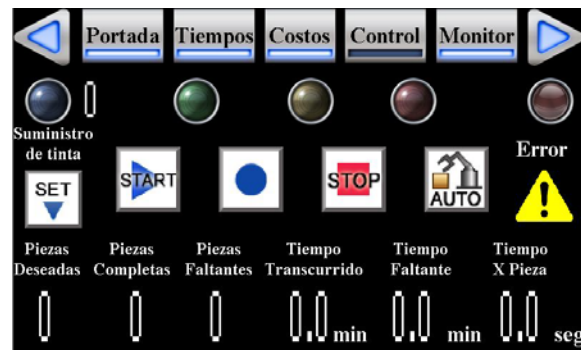 Portada Tiempos Costos Control Monitor
0
Suministro
de tinta
Error
SET START STOP AUTO
Piezas Piezas Piezas Tiempo Tiempo Tiempo
Deseadas Completas Faltantes Transcurrido Faltante X Pieza
0 0 0 0.0 min 0.0 min 0.0 seg